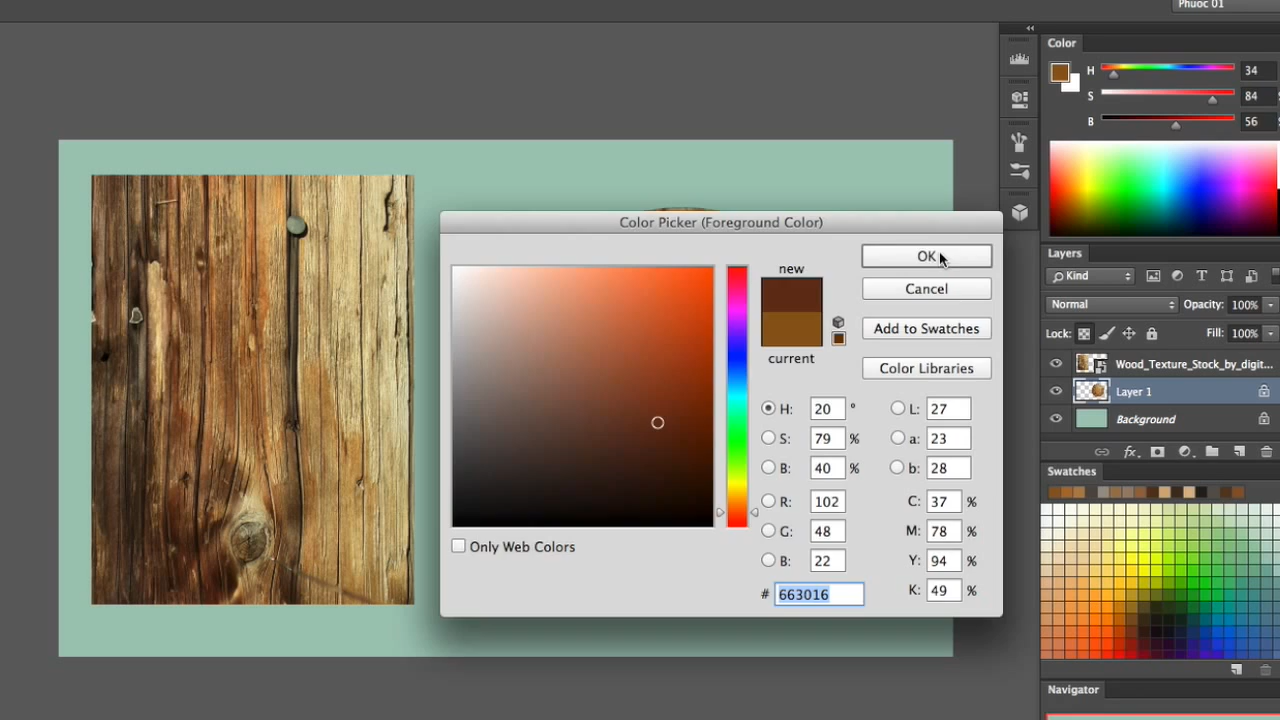 Phuoc 01
Color
H 34
S 84
B 56
Color Picker (Foreground Color)
new
current
OK
Cancel
Add to Swatches
Color Libraries
H: 20 °
S: 79 %
B: 40 %
R: 102
G: 48
B: 22
# 663016
L: 27
a: 23
b: 28
C: 37 %
M: 78 %
Y: 94 %
K: 49 %
Only Web Colors
Layers
Kind
Normal Opacity: 100%
Lock: Fill: 100%
Wood_Texture_Stock_by_digit...
Layer 1
Background
fx
Swatches
Navigator